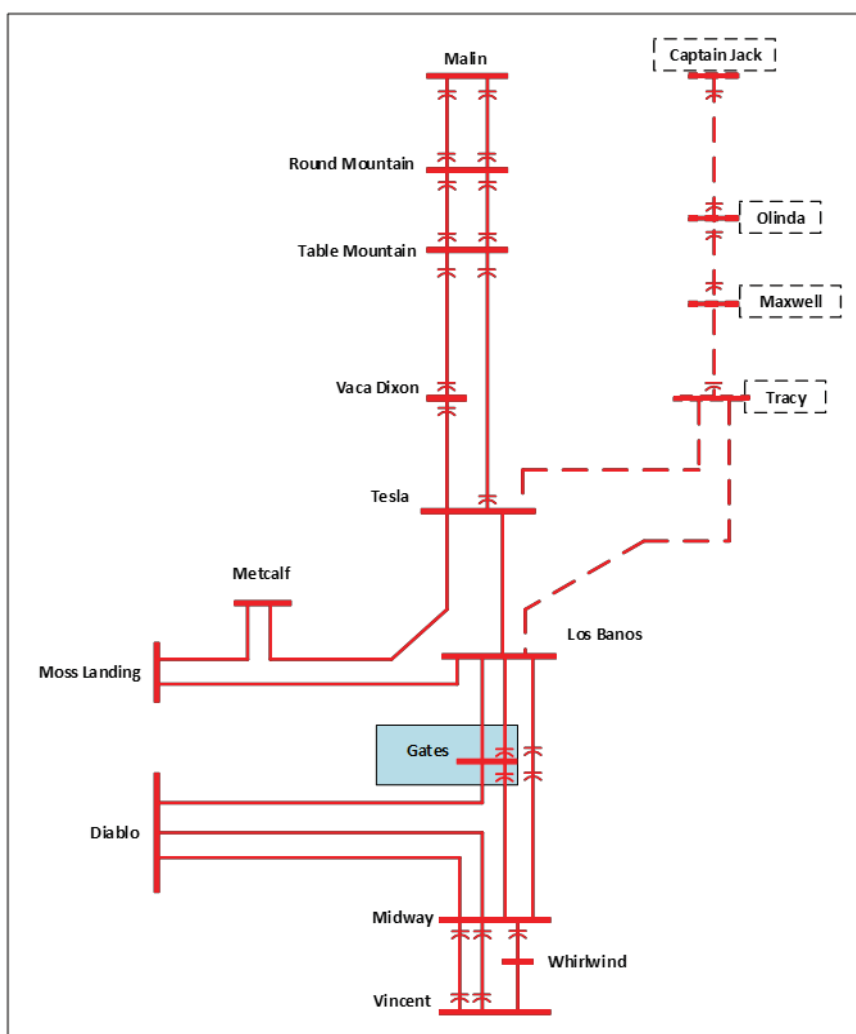 Malin
Captain Jack
Round Mountain
Olinda
Table Mountain
Maxwell
Vaca Dixon
Tracy
Tesla
Metcalf
Los Banos
Moss Landing
Gates
Diablo
Midway
Whirlwind
Vincent